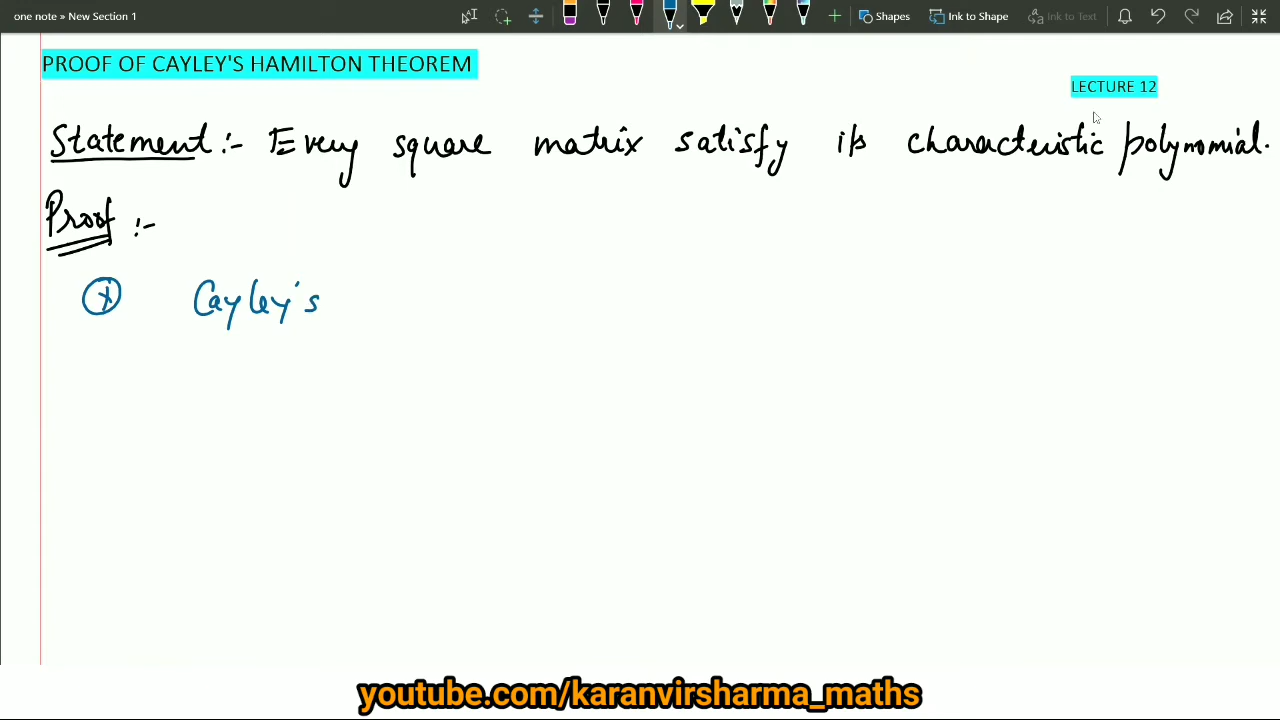 one note » New Section 1
Shapes
Ink to Shape
Ink to Text
PROOF OF CAYLEY'S HAMILTON THEOREM
LECTURE 12
Statement :- Every square matrix satisfy its characteristic polynomial.
Proof :-
Cayley's
youtube.com/karanvirsharma_maths